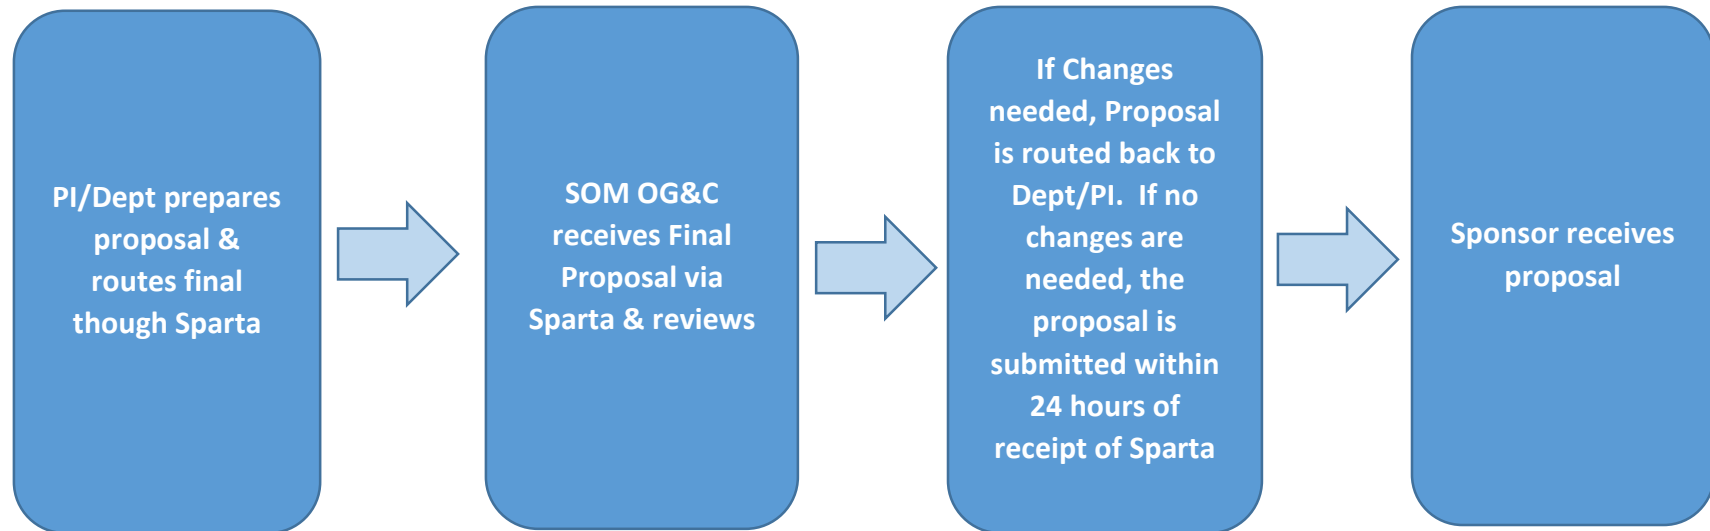 PI/Dept prepares
proposal &
routes final
though Sparta
SOM OG&C
receives Final
Proposal via
Sparta & reviews
If Changes
needed, Proposal
is routed back to
Dept/PI.  If no
changes are
needed, the
proposal is
submitted within
24 hours of
receipt of Sparta
Sponsor receives
proposal